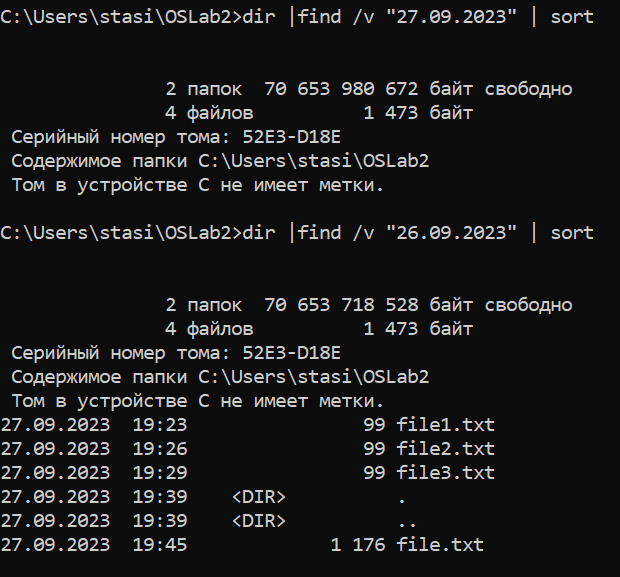 C:\Users\stasi\OSLab2>dir |find /v "27.09.2023" | sort
2 папок  70 653 980 672 байт свободно
4 файлов          1 473 байт
Серийный номер тома: 52E3-D18E
Содержимое папки C:\Users\stasi\OSLab2
Том в устройстве C не имеет метки.
C:\Users\stasi\OSLab2>dir |find /v "26.09.2023" | sort
2 папок  70 653 718 528 байт свободно
4 файлов          1 473 байт
Серийный номер тома: 52E3-D18E
Содержимое папки C:\Users\stasi\OSLab2
Том в устройстве C не имеет метки.
27.09.2023  19:23                99 file1.txt
27.09.2023  19:26                99 file2.txt
27.09.2023  19:29                99 file3.txt
27.09.2023  19:39    <DIR>          .
27.09.2023  19:39    <DIR>          ..
27.09.2023  19:45             1 176 file.txt